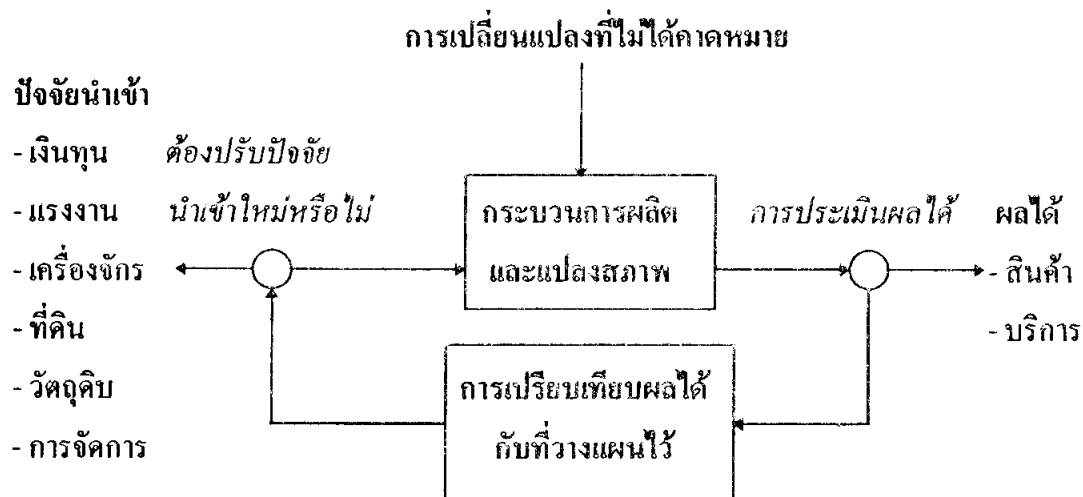 การเปลี่ยนแปลงที่ไม่ได้คาดหมาย
ปัจจัยนำเข้า
- เงินทุน
- แรงงาน
- เครื่องจักร
- ที่ดิน
- วัตถุดิบ
- การจัดการ
ต้องปรับปัจจัย
นำเข้าใหม่หรือไม่
กระบวนการผลิต
และแปลงสภาพ
การประเมินผลได้
ผลได้
- สินค้า
- บริการ
การเปรียบเทียบผลได้
กับที่วางแผนไว้